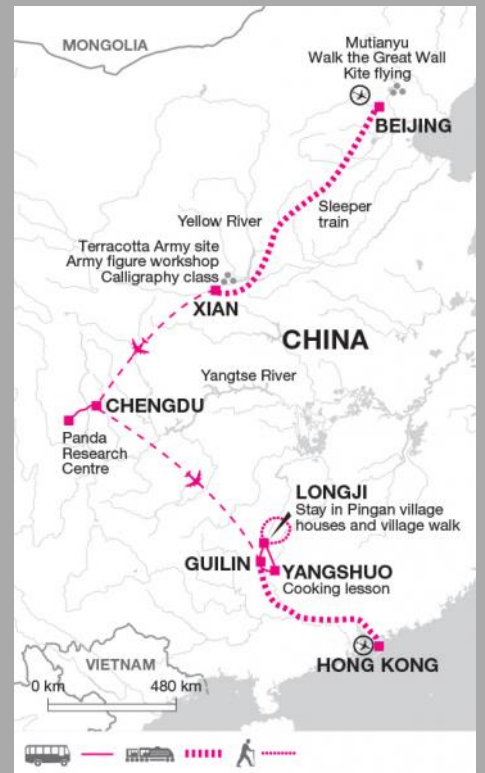 MONGOLIA
Mutianyu
Walk the Great Wall
Kite flying
BEIJING
Sleeper
train
Yellow River
Terracotta Army site
Army figure workshop
Calligraphy class
XIAN
CHINA
Yangtse River
CHENGDU
Panda
Research
Centre
LONGJI
Stay in Pingan village
houses and village walk
GUILIN
YANGSHUO
Cooking lesson
HONG KONG
VIETNAM
0 km 480 km